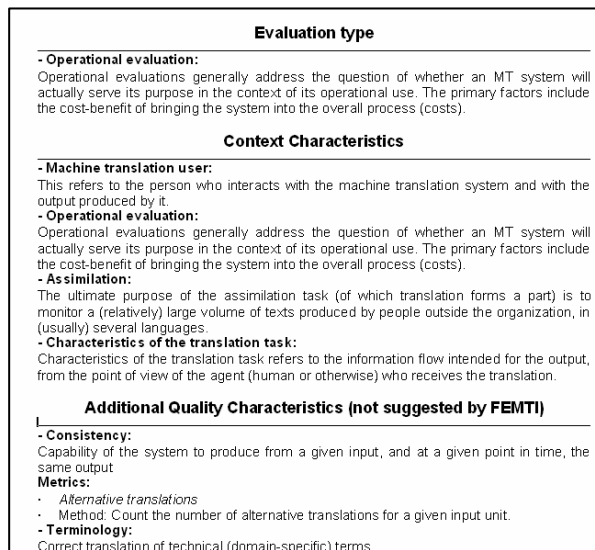 Evaluation type
- Operational evaluation:
Operational evaluations generally address the question of whether an MT system will
actually serve its purpose in the context of its operational use. The primary factors include
the cost-benefit of bringing the system into the overall process (costs).
Context Characteristics
- Machine translation user:
This refers to the person who interacts with the machine translation system and with the
output produced by it.
- Operational evaluation:
Operational evaluations generally address the question of whether an MT system will
actually serve its purpose in the context of its operational use. The primary factors include
the cost-benefit of bringing the system into the overall process (costs).
- Assimilation:
The ultimate purpose of the assimilation task (of which translation forms a part) is to
monitor a (relatively) large volume of texts produced by people outside the organization, in
(usually) several languages.
- Characteristics of the translation task:
Characteristics of the translation task refers to the information flow intended for the output,
from the point of view of the agent (human or otherwise) who receives the translation.
Additional Quality Characteristics (not suggested by FEMTI)
- Consistency:
Capability of the system to produce from a given input, and at a given point in time, the
same output
Metrics:
· Alternative translations
· Method: Count the number of alternative translations for a given input unit.
- Terminology:
Correct translation of technical (domain-specific) terms